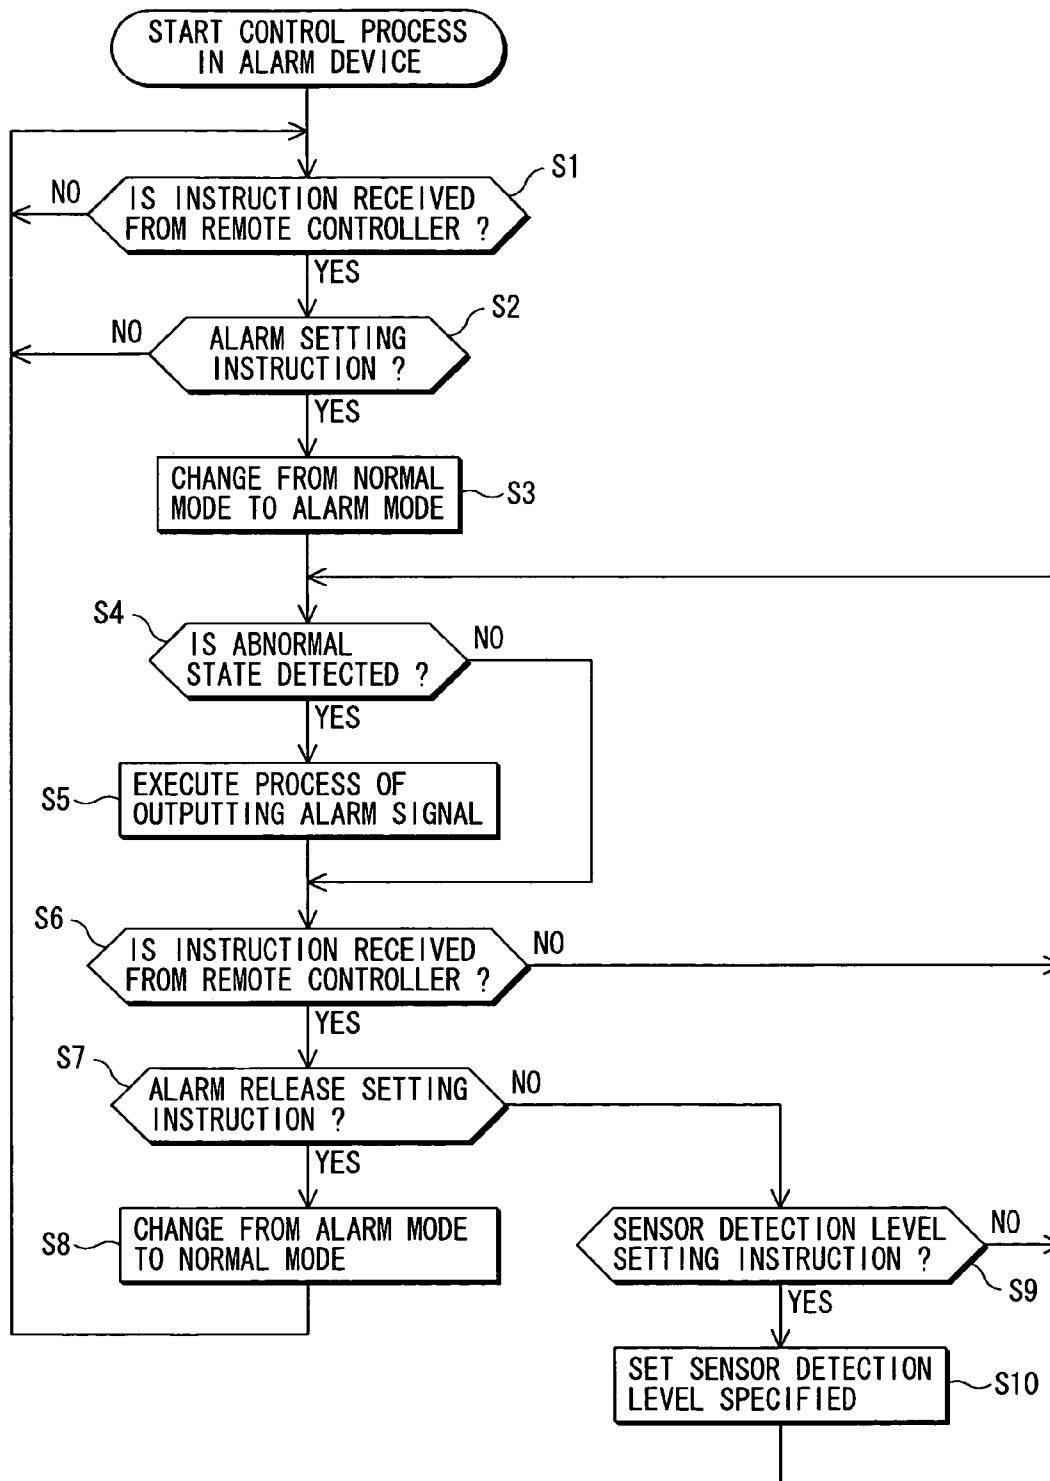 START CONTROL PROCESS
IN ALARM DEVICE
S1
NO
IS INSTRUCTION RECEIVED
FROM REMOTE CONTROLLER ?
YES
S2
NO
ALARM SETTING
INSTRUCTION ?
YES
CHANGE FROM NORMAL
MODE TO ALARM MODE
S3
S4
IS ABNORMAL
STATE DETECTED ?
NO
YES
S5
EXECUTE PROCESS OF
OUTPUTTING ALARM SIGNAL
S6
IS INSTRUCTION RECEIVED
FROM REMOTE CONTROLLER ?
NO
YES
S7
ALARM RELEASE SETTING
INSTRUCTION ?
NO
YES
S8
CHANGE FROM ALARM MODE
TO NORMAL MODE
SENSOR DETECTION LEVEL
SETTING INSTRUCTION ?
NO
S9
YES
SET SENSOR DETECTION
LEVEL SPECIFIED
S10